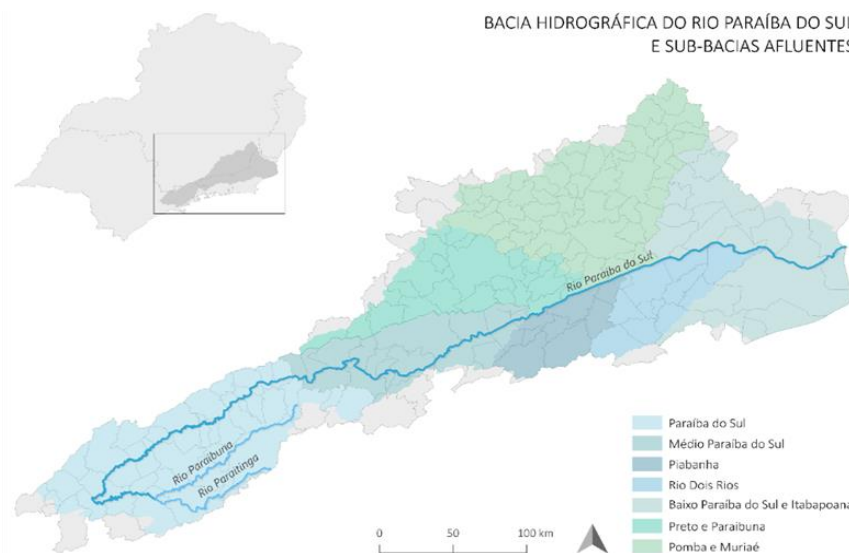 BACIA HIDROGRÁFICA DO RIO PARAÍBA DO SUL
E SUB-BACIAS AFLUENTES
Rio Paraíba do Sul
Rio Paraibuna
Rio Paraitinga
Paraíba do Sul
Médio Paraíba do Sul
Piabanha
Rio Dois Rios
Baixo Paraíba do Sul e Itabapoana
Preto e Paraibuna
Pomba e Muriaé
0 50 100 km